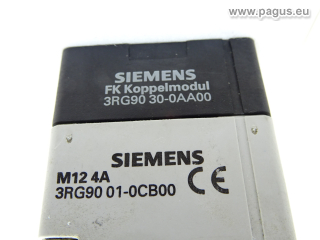 www.pagus.eu
SIEMENS
FK Koppelmodul
3RG90 30-0AA00
SIEMENS
M12 4A
3RG90 01-0CB00 CE